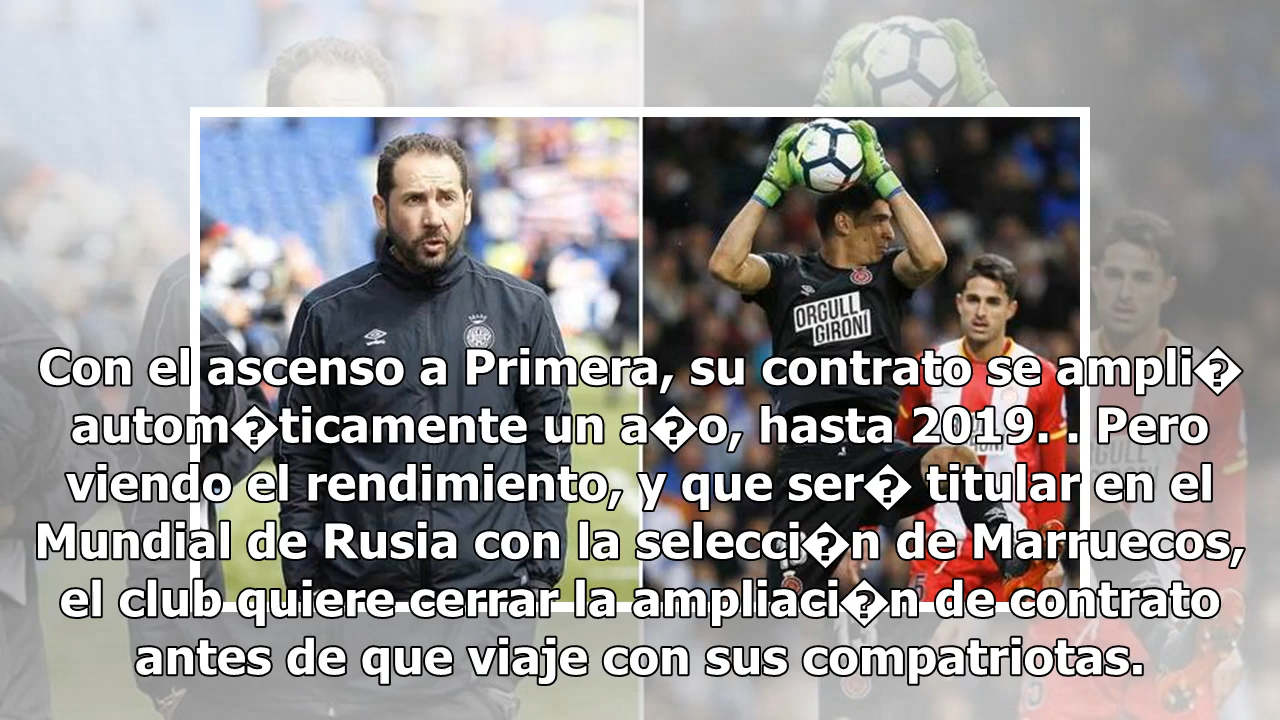 ORGULL
GIRONÍ
Con el ascenso a Primera, su contrato se ampli�
autom�ticamente un a�o, hasta 2019. . Pero
viendo el rendimiento, y que ser� titular en el
Mundial de Rusia con la selecci�n de Marruecos,
el club quiere cerrar la ampliaci�n de contrato
antes de que viaje con sus compatriotas.